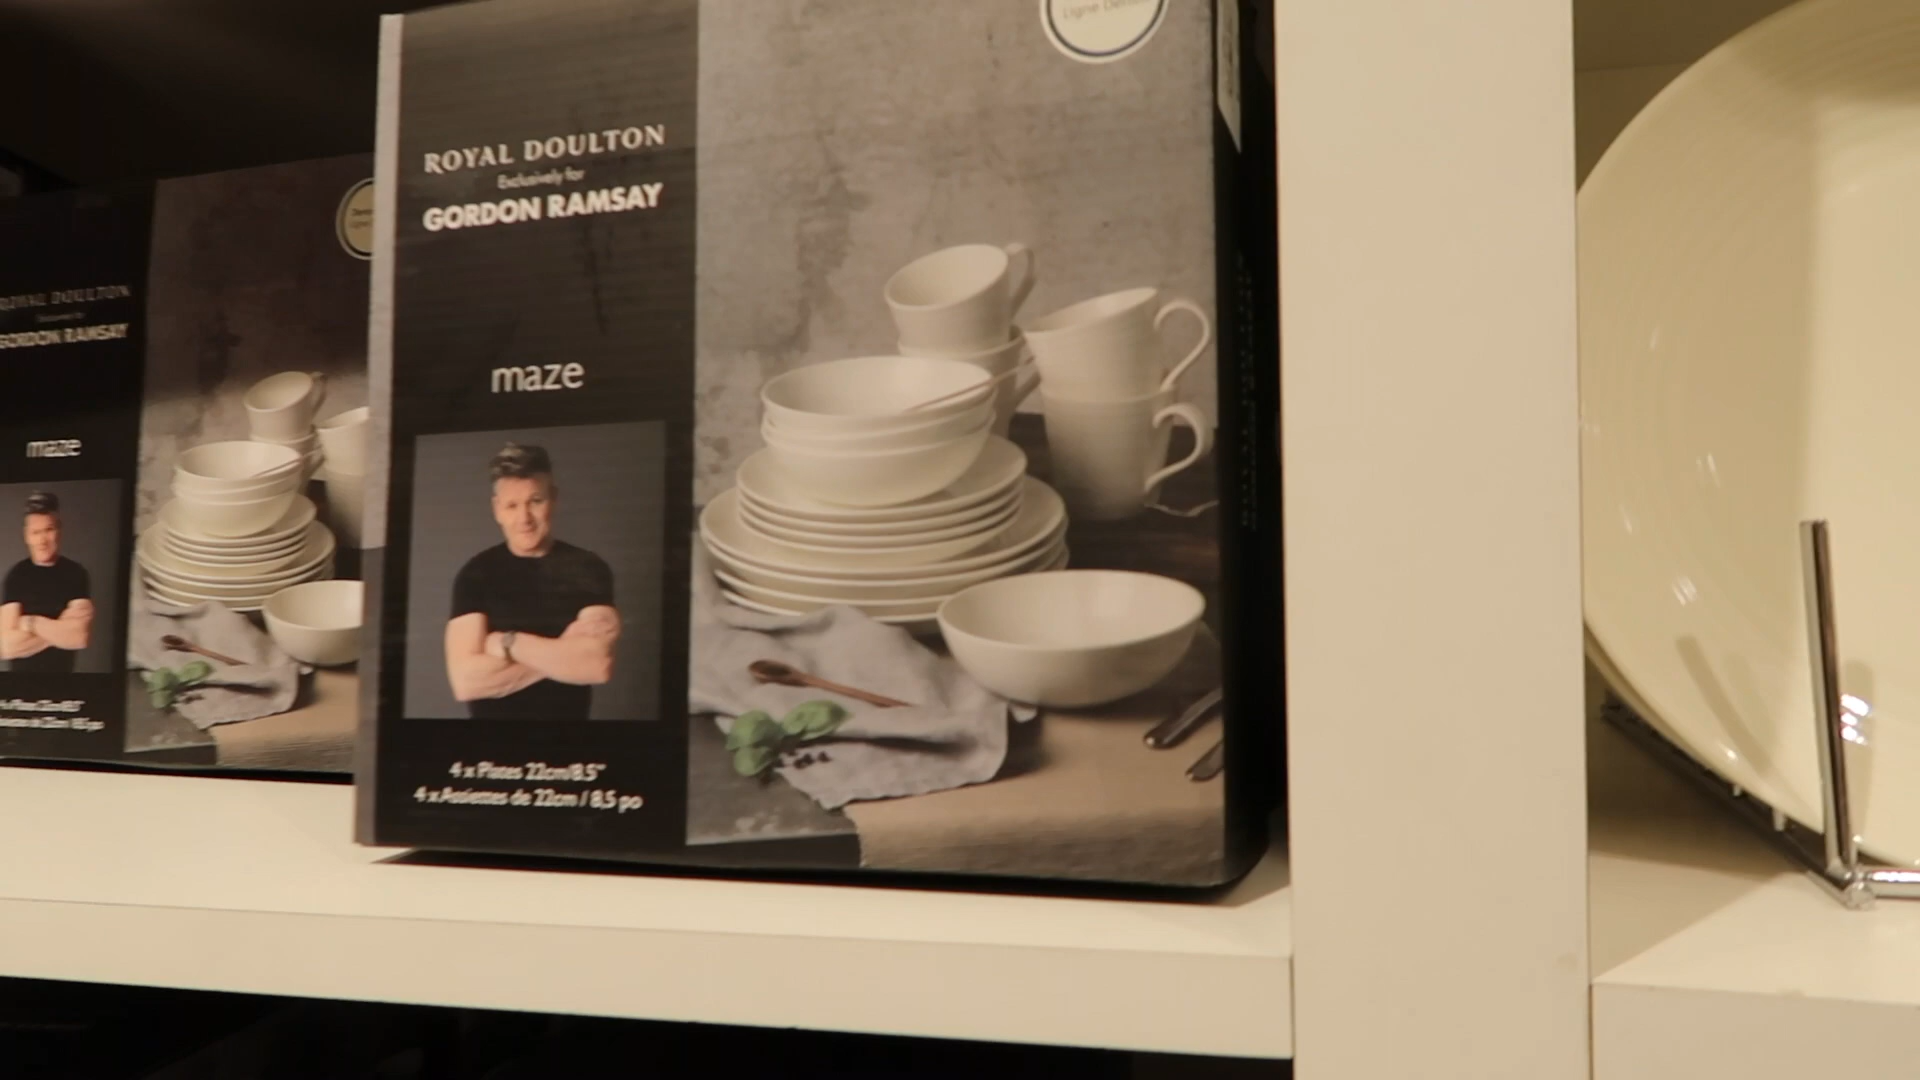 Ligne
ROYAL DOULTON
Exclusively for
GORDON RAMSAY
maze
4 x Plates 22cm/8.5"
4 x Assiettes de 22cm / 8,5 po
ROYAL DOULTON
GORDON RAMSAY
maze